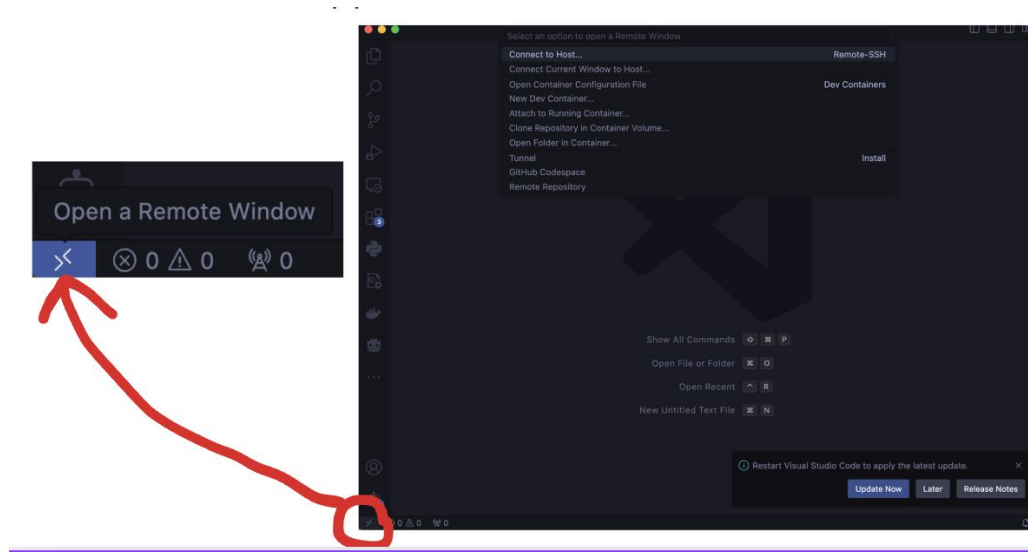 Open a Remote Window
0 0 0
Select an option to open a Remote Window
Connect to Host... Remote-SSH
Connect Current Window to Host...
Open Container Configuration File Dev Containers
New Dev Container...
Attach to Running Container...
Clone Repository in Container Volume...
Open Folder in Container...
Tunnel Install
GitHub Codespace
Remote Repository
3
Show All Commands ⇧ ⌘ P
Open File or Folder ⌘ O
Open Recent ^ R
New Untitled Text File ⌘ N
Restart Visual Studio Code to apply the latest update.
Update Now Later Release Notes
0 0 0